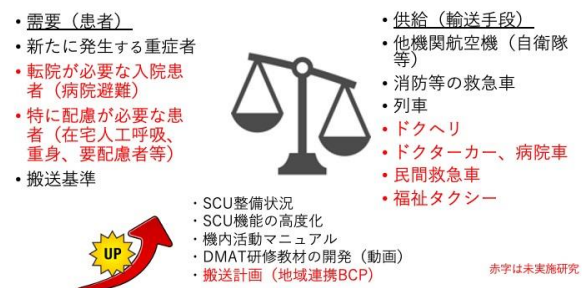 • 需要（患者）
• 新たに発生する重症者
• 転院が必要な入院患
者（病院避難）
• 特に配慮が必要な患
者（在宅人工呼吸、
重身、要配慮者等）
• 搬送基準
• 供給（輸送手段）
• 他機関航空機（自衛隊
等）
• 消防等の救急車
• 列車
• ドクヘリ
• ドクターカー、病院車
• 民間救急車
• 福祉タクシー
UP
・SCU整備状況
・SCU機能の高度化
・機内活動マニュアル
・DMAT研修教材の開発（動画）
・搬送計画（地域連携BCP）
赤字は未実施研究